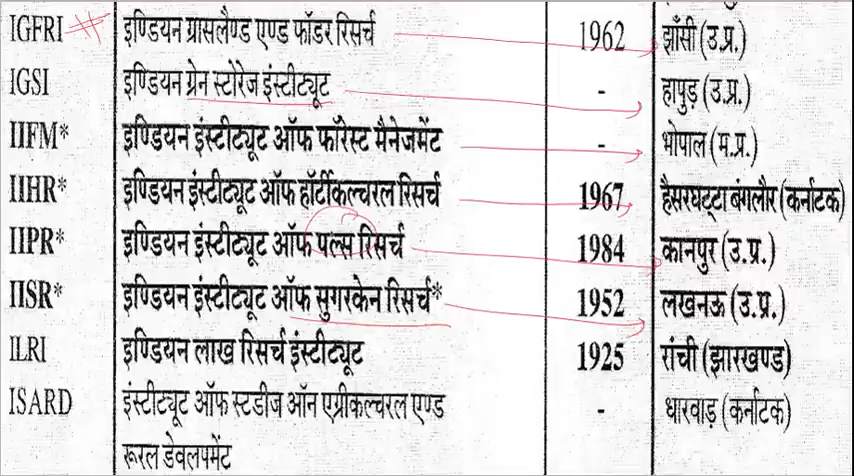 IGFRI इण्डियन ग्रासलैण्ड एण्ड फॉडर रिसर्च 1962 झाँसी (उ.प्र.)
IGSI इण्डियन ग्रेन स्टोरेज इंस्टीट्यूट - हापुड़ (उ.प्र.)
IIFM* इण्डियन इंस्टीट्यूट ऑफ फॉरेस्ट मैनेजमेंट - भोपाल (म.प्र.)
IIHR* इण्डियन इंस्टीट्यूट ऑफ हॉर्टीकल्चरल रिसर्च 1967 हैसरघट्टा बंगलौर (कर्नाटक)
IIPR* इण्डियन इंस्टीट्यूट ऑफ पल्स रिसर्च 1984 कानपुर (उ.प्र.)
IISR* इण्डियन इंस्टीट्यूट ऑफ सुगरकेन रिसर्च* 1952 लखनऊ (उ.प्र.)
ILRI इण्डियन लाख रिसर्च इंस्टीट्यूट 1925 रांची (झारखण्ड)
ISARD इंस्टीट्यूट ऑफ स्टडीज ऑन एग्रीकल्चरल एण्ड - धारवाड़ (कर्नाटक)
रूरल डेवलपमेंट